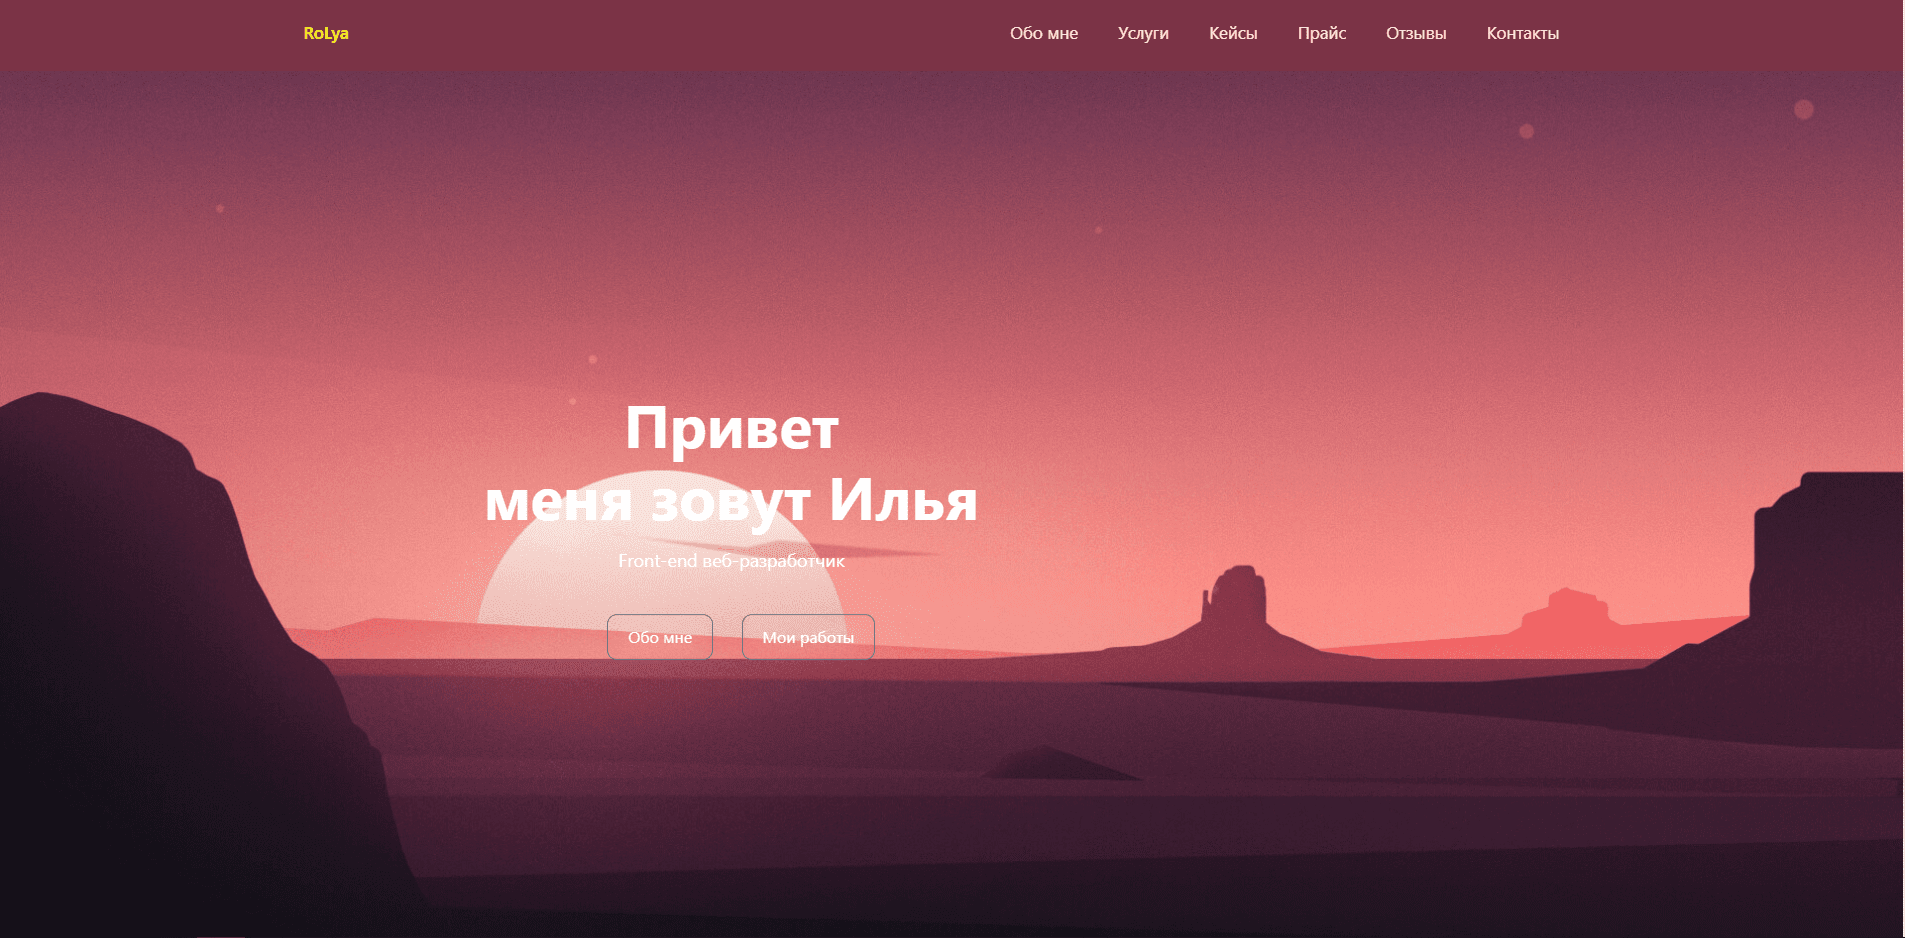 RoLya
Обо мне Услуги Кейсы Прайс Отзывы Контакты
Привет
меня зовут Илья
Front-end веб-разработчик
Обо мне Мои работы